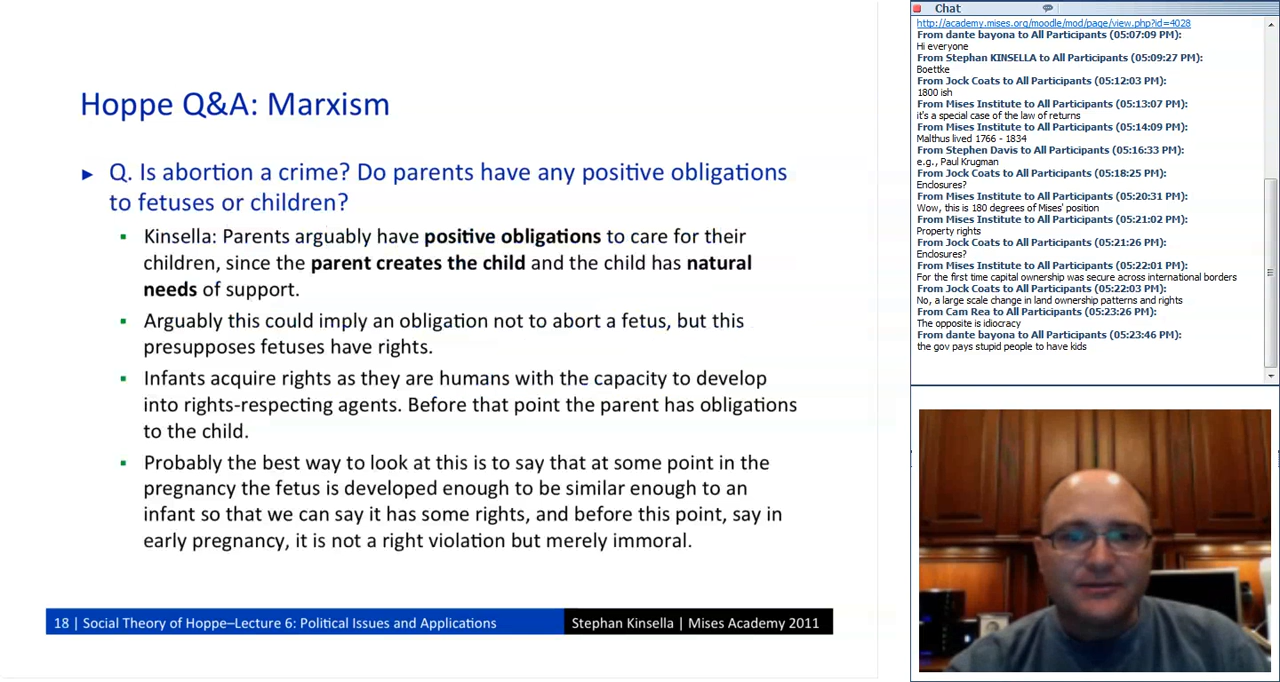 Hoppe Q&A: Marxism
► Q. Is abortion a crime? Do parents have any positive obligations
to fetuses or children?
▪ Kinsella: Parents arguably have positive obligations to care for their
children, since the parent creates the child and the child has natural
needs of support.
▪ Arguably this could imply an obligation not to abort a fetus, but this
presupposes fetuses have rights.
▪ Infants acquire rights as they are humans with the capacity to develop
into rights-respecting agents. Before that point the parent has obligations
to the child.
▪ Probably the best way to look at this is to say that at some point in the
pregnancy the fetus is developed enough to be similar enough to an
infant so that we can say it has some rights, and before this point, say in
early pregnancy, it is not a right violation but merely immoral.
18 | Social Theory of Hoppe–Lecture 6: Political Issues and Applications
Stephan Kinsella | Mises Academy 2011
Chat
http://academy.mises.org/moodle/mod/page/view.php?id=4028
From dante bayona to All Participants (05:07:09 PM):
Hi everyone
From Stephan KINSELLA to All Participants (05:09:27 PM):
Boettke
From Jock Coats to All Participants (05:12:03 PM):
1800 ish
From Mises Institute to All Participants (05:13:07 PM):
it's a special case of the law of returns
From Mises Institute to All Participants (05:14:09 PM):
Malthus lived 1766 - 1834
From Stephen Davis to All Participants (05:16:33 PM):
e.g., Paul Krugman
From Jock Coats to All Participants (05:18:25 PM):
Enclosures?
From Mises Institute to All Participants (05:20:31 PM):
Wow, this is 180 degrees of Mises' position
From Mises Institute to All Participants (05:21:02 PM):
Property rights
From Jock Coats to All Participants (05:21:26 PM):
Enclosures?
From Mises Institute to All Participants (05:22:01 PM):
For the first time capital ownership was secure across international borders
From Jock Coats to All Participants (05:22:03 PM):
No, a large scale change in land ownership patterns and rights
From Cam Rea to All Participants (05:23:26 PM):
The opposite is idiocracy
From dante bayona to All Participants (05:23:46 PM):
the gov pays stupid people to have kids